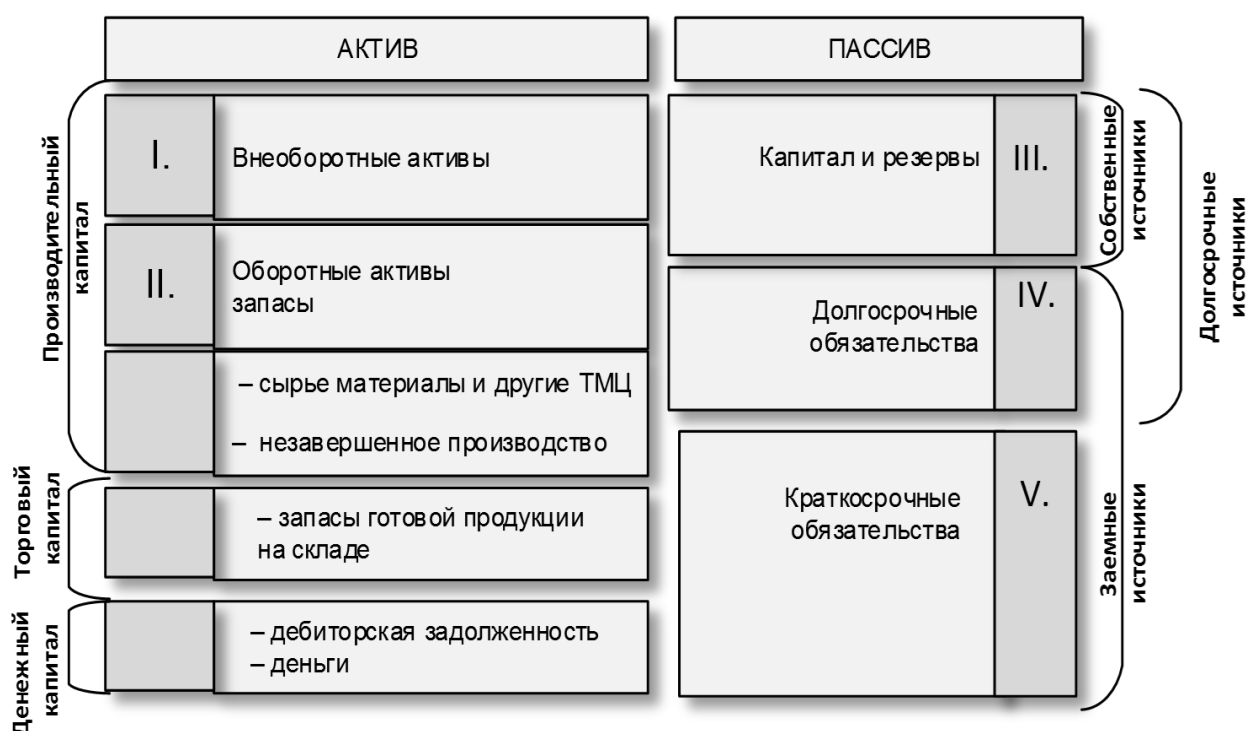 АКТИВ
Производительный
капитал
I.
Внеоборотные активы
II.
Оборотные активы
запасы
– сырье материалы и другие ТМЦ
– незавершенное производство
Торговый
капитал
– запасы готовой продукции
на складе
Денежный
капитал
– дебиторская задолженность
– деньги
ПАССИВ
Капитал и резервы
III.
Собственные
источники
Долгосрочные
источники
Долгосрочные
обязательства
IV.
Краткосрочные
обязательства
V.
Заемные
источники